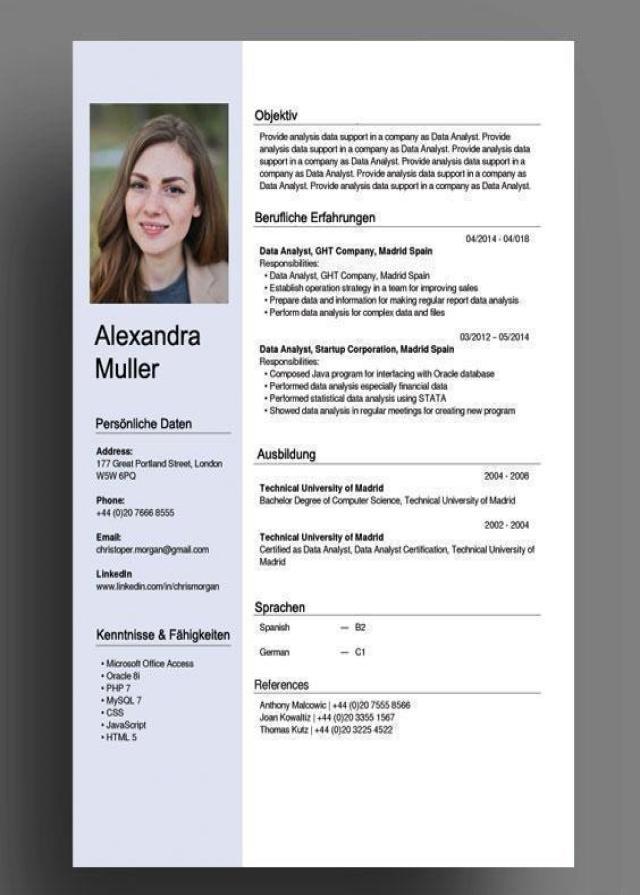 Alexandra
Muller
Persönliche Daten
Address:
177 Great Portland Street, London
W5W 6PQ
Phone:
+44 (0)20 7666 8555
Email:
christoper.morgan@gmail.com
LinkedIn
www.linkedin.com/in/chrismorgan
Kenntnisse & Fähigkeiten
• Microsoft Office Access
• Oracle 8i
• PHP 7
• MySQL 7
• CSS
• JavaScript
• HTML 5
Objektiv
Provide analysis data support in a company as Data Analyst. Provide
analysis data support in a company as Data Analyst. Provide analysis data
support in a company as Data Analyst. Provide analysis data support in a
company as Data Analyst. Provide analysis data support in a company as
Data Analyst. Provide analysis data support in a company as Data Analyst.
Berufliche Erfahrungen
04/2014 - 04/018
Data Analyst, GHT Company, Madrid Spain
Responsibilities:
• Data Analyst, GHT Company, Madrid Spain
• Establish operation strategy in a team for improving sales
• Prepare data and information for making regular report data analysis
• Perform data analysis for complex data and files
03/2012 – 05/2014
Data Analyst, Startup Corporation, Madrid Spain
Responsibilities:
• Composed Java program for interfacing with Oracle database
• Performed data analysis especially financial data
• Performed statistical data analysis using STATA
• Showed data analysis in regular meetings for creating new program
Ausbildung
2004 - 2006
Technical University of Madrid
Bachelor Degree of Computer Science, Technical University of Madrid
2002 - 2004
Technical University of Madrid
Certified as Data Analyst, Data Analyst Certification, Technical University of
Madrid
Sprachen
Spanish — B2
German — C1
References
Anthony Malcowic | +44 (0)20 7555 8566
Joan Kowaltiz | +44 (0)20 3355 1567
Thomas Kutz | +44 (0)20 3225 4522